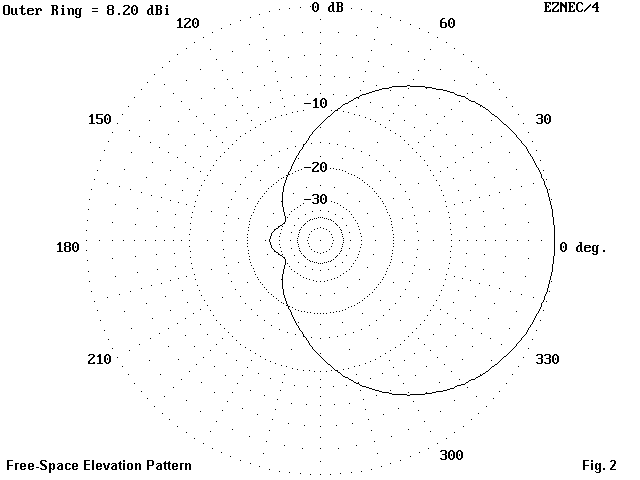 Outer Ring = 8.20 dBi
0 dB
EZNEC/4
120
60
-10
150
30
-20
-30
180
0 deg.
210
330
300
Free-Space Elevation Pattern
Fig. 2